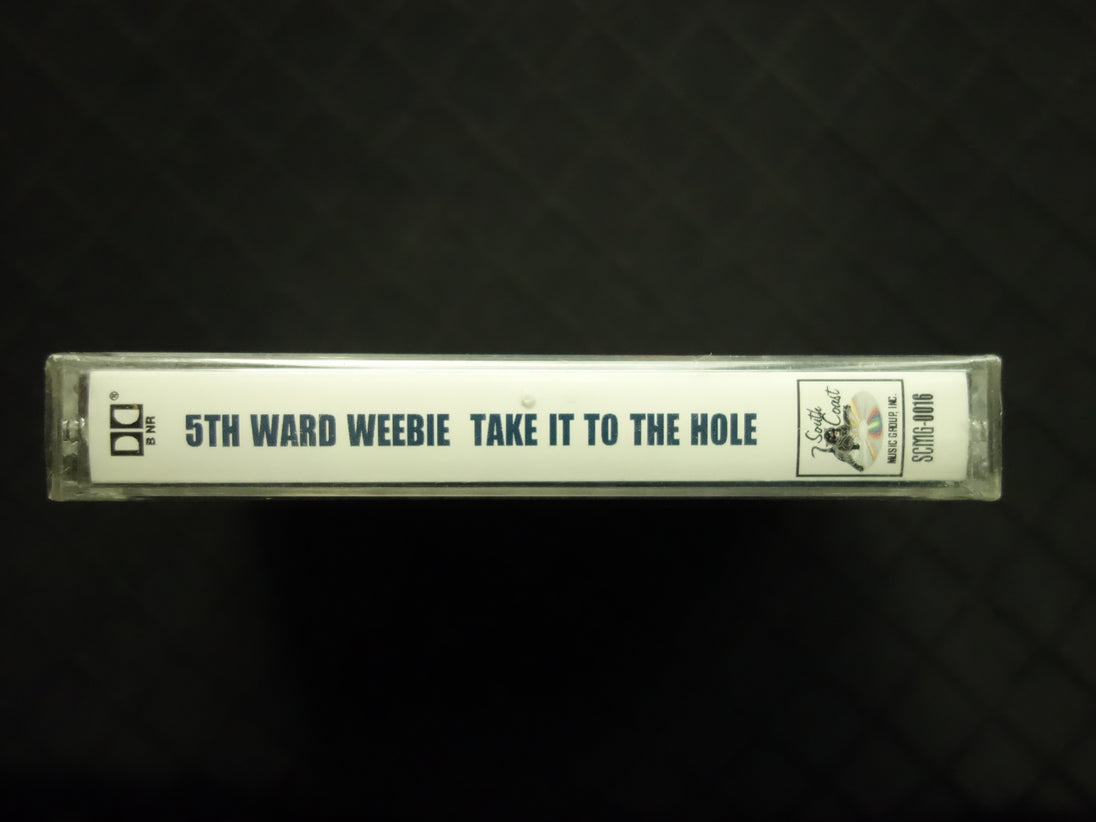 ®
B NR
5TH WARD WEEBIE TAKE IT TO THE HOLE
South
Coast
MUSIC GROUP, INC.
SCMG-0016